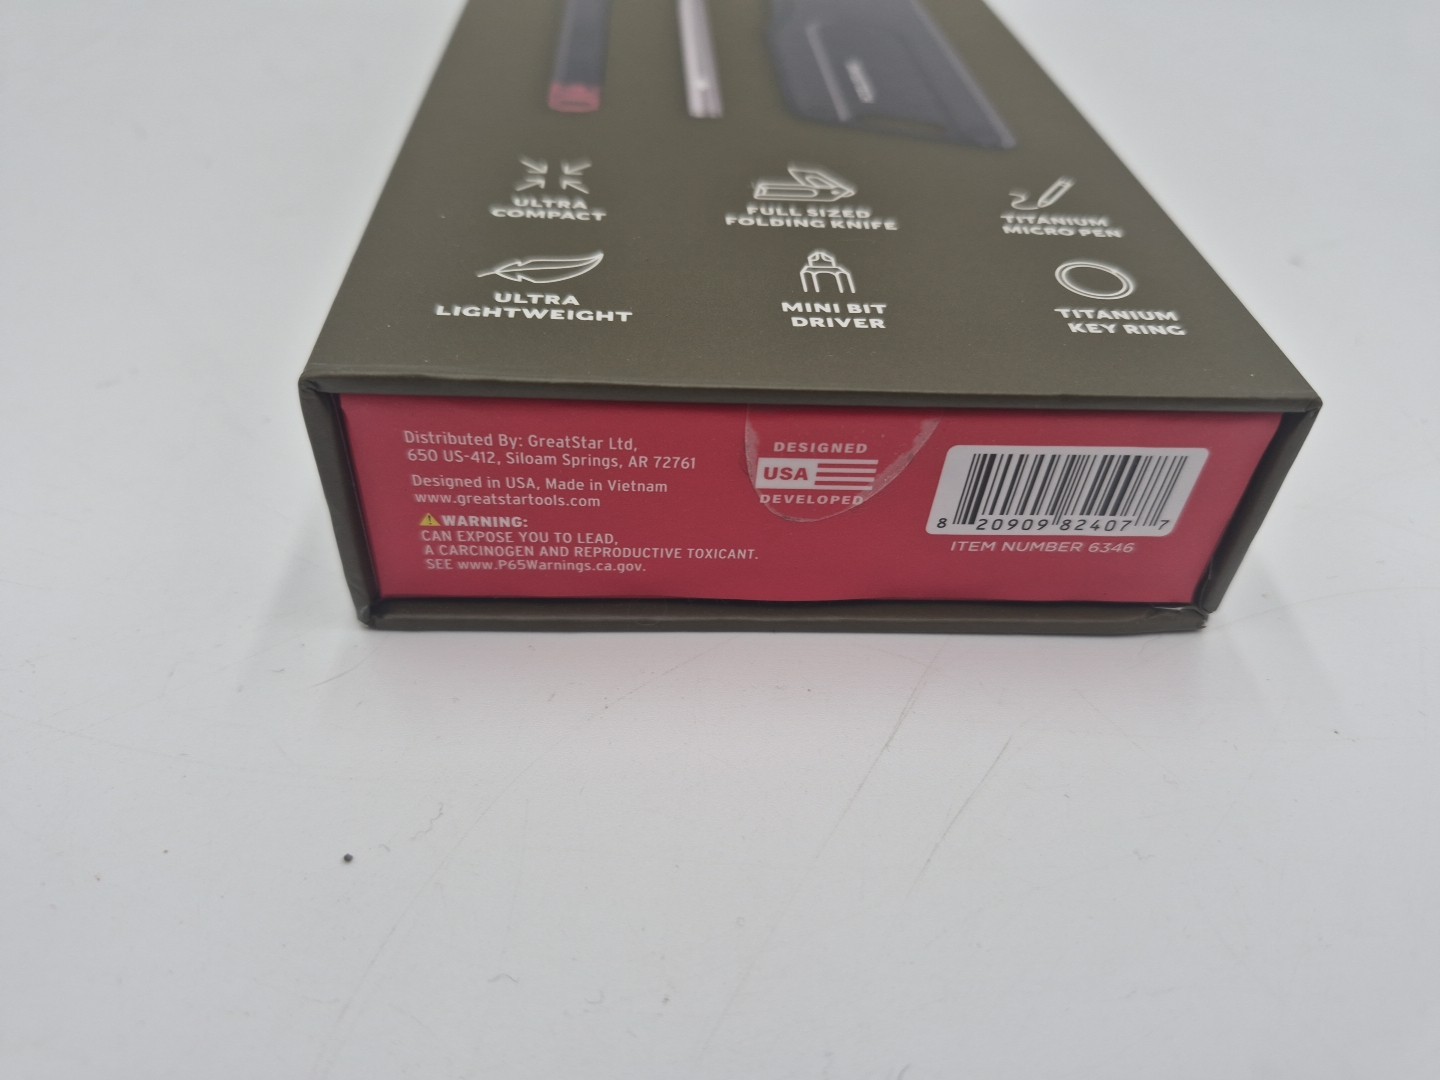 ULTRA
COMPACT
FULL SIZED
FOLDING KNIFE
TITANIUM
MICRO PEN
ULTRA
LIGHTWEIGHT
MINI BIT
DRIVER
TITANIUM
KEY RING
Distributed By: GreatStar Ltd,
650 US-412, Siloam Springs, AR 72761
Designed in USA, Made in Vietnam
www.greatstartools.com
WARNING:
CAN EXPOSE YOU TO LEAD,
A CARCINOGEN AND REPRODUCTIVE TOXICANT.
SEE www.P65Warnings.ca.gov.
DESIGNED
USA
DEVELOPED
8 20909 82407 7
ITEM NUMBER 6346